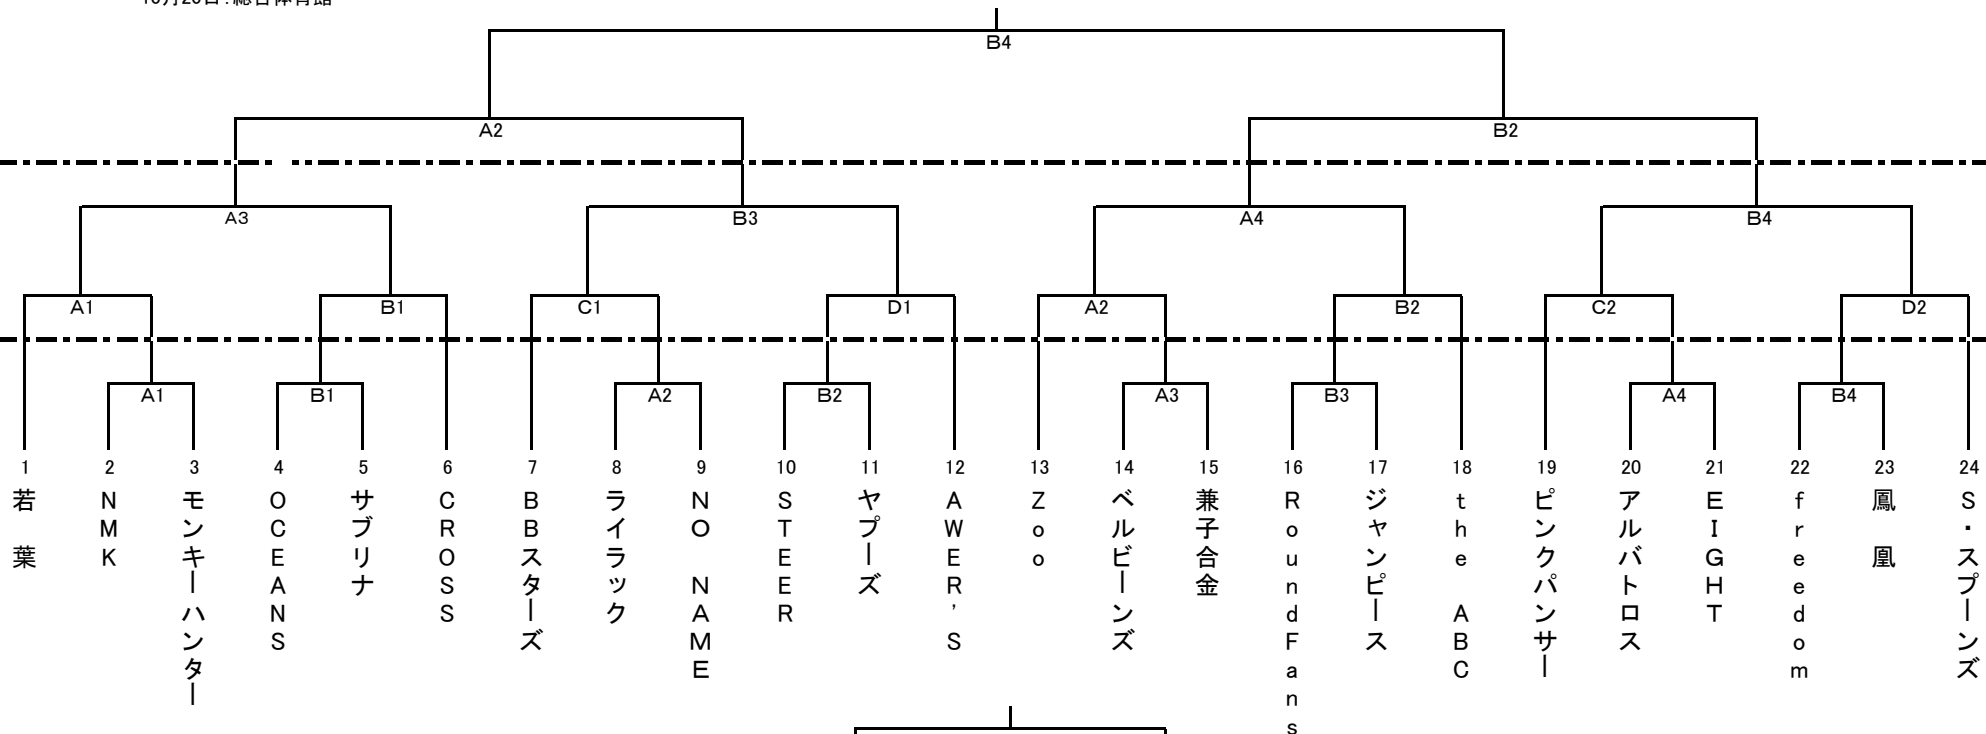 B4
A2
B2
A3
B3
A4
B4
A1
B1
C1
D1
A2
B2
C2
D2
A1
B1
A2
B2
A3
B3
A4
B4
1
2
3
4
5
6
7
8
9
10
11
12
13
14
15
16
17
18
19
20
21
22
23
24
若葉
NMK
モンキーハンター
OCEANS
サブリナ
CROSS
BBスターズ
ライラック
NO NAME
STEER
ヤプーズ
AWER'S
Zoo
ベルビーンズ
兼子合金
RoundFans
ジャンピース
the ABC
ピンクパンサー
アルバトロス
EIGHT
freedom
鳳凰
S・スプーンズ